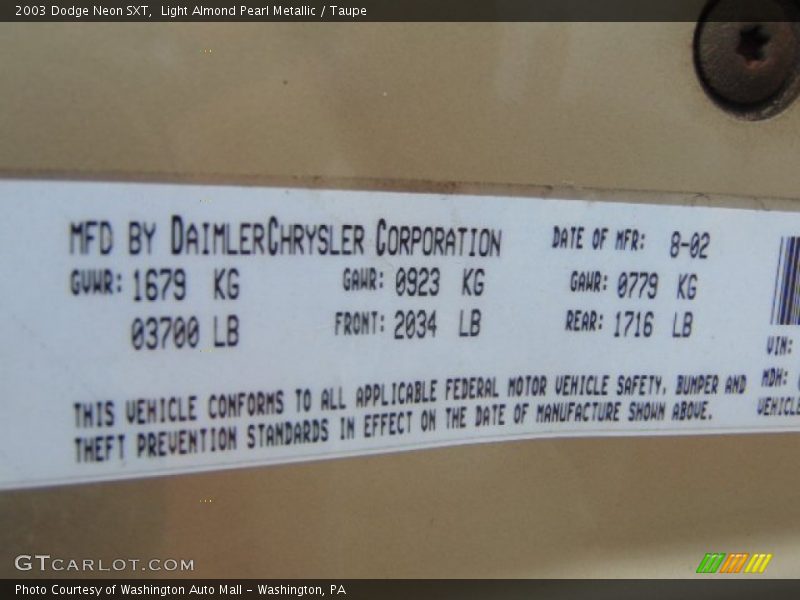 2003 Dodge Neon SXT,  Light Almond Pearl Metallic / Taupe
MFD BY DAIMLERCHRYSLER CORPORATION DATE OF MFR: 8-02
GVWR: 1679 KG GAWR: 0923 KG GAWR: 0779 KG
03700 LB FRONT: 2034 LB REAR: 1716 LB
VIN:
THIS VEHICLE CONFORMS TO ALL APPLICABLE FEDERAL MOTOR VEHICLE SAFETY, BUMPER AND MDH:
THEFT PREVENTION STANDARDS IN EFFECT ON THE DATE OF MANUFACTURE SHOWN ABOVE. VEHICLE
GTCARLOT.COM
Photo Courtesy of Washington Auto Mall - Washington, PA